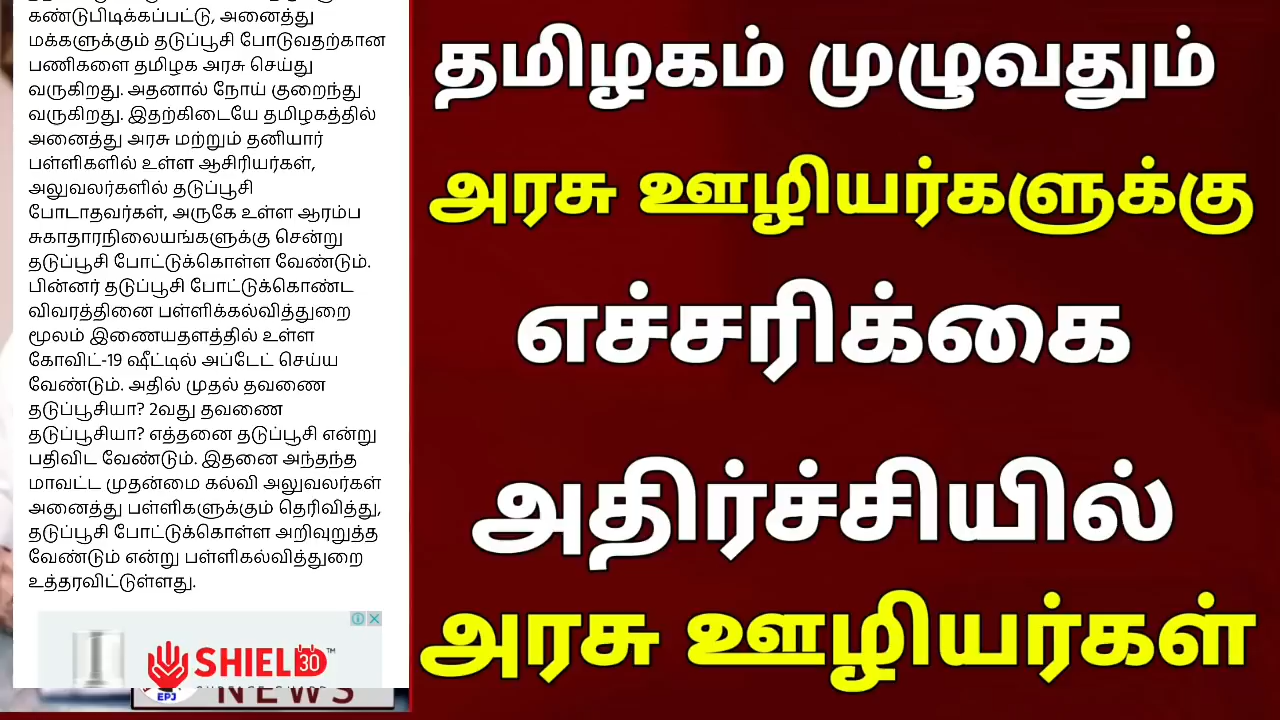 கண்டுபிடிக்கப்பட்டு, அனைத்து
மக்களுக்கும் தடுப்பூசி போடுவதற்கான
பணிகளை தமிழக அரசு செய்து
வருகிறது. அதனால் நோய் குறைந்து
வருகிறது. இதற்கிடையே தமிழகத்தில்
அனைத்து அரசு மற்றும் தனியார்
பள்ளிகளில் உள்ள ஆசிரியர்கள்,
அலுவலர்களில் தடுப்பூசி
போடாதவர்கள், அருகே உள்ள ஆரம்ப
சுகாதாரநிலையங்களுக்கு சென்று
தடுப்பூசி போட்டுக்கொள்ள வேண்டும்.
பின்னர் தடுப்பூசி போட்டுக்கொண்ட
விவரத்தினை பள்ளிக்கல்வித்துறை
மூலம் இணையதளத்தில் உள்ள
கோவிட்-19 ஷீட்டில் அப்டேட் செய்ய
வேண்டும். அதில் முதல் தவணை
தடுப்பூசியா? 2வது தவணை
தடுப்பூசியா? எத்தனை தடுப்பூசி என்று
பதிவிட வேண்டும். இதனை அந்தந்த
மாவட்ட முதன்மை கல்வி அலுவலர்கள்
அனைத்து பள்ளிகளுக்கும் தெரிவித்து,
தடுப்பூசி போட்டுக்கொள்ள அறிவுறுத்த
வேண்டும் என்று பள்ளிகல்வித்துறை
உத்தரவிட்டுள்ளது.
SHIELD 30 ™
EPJ
NEWS
தமிழகம் முழுவதும்
அரசு ஊழியர்களுக்கு
எச்சரிக்கை
அதிர்ச்சியில்
அரசு ஊழியர்கள்